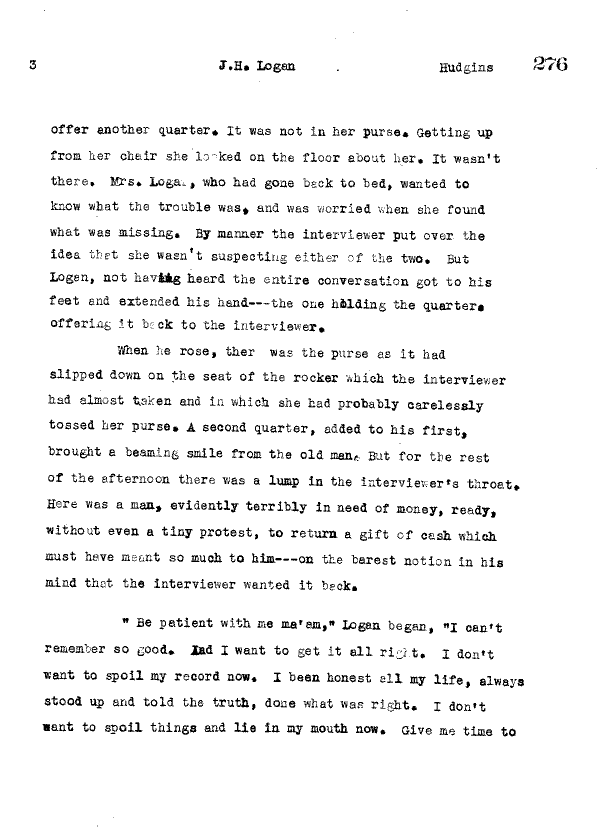 3 J.H. Logan . Hudgins 276
offer another quarter. It was not in her purse. Getting up
from her chair she looked on the floor about her. It wasn't
there. Mrs. Logan, who had gone back to bed, wanted to
know what the trouble was, and was worried when she found
what was missing. By manner the interviewer put over the
idea that she wasn't suspecting either of the two. But
Logan, not having heard the entire conversation got to his
feet and extended his hand---the one holding the quarter.
offering it back to the interviewer.
When he rose, ther was the purse as it had
slipped down on the seat of the rocker which the interviewer
had almost taken and in which she had probably carelessly
tossed her purse. A second quarter, added to his first,
brought a beaming smile from the old man. But for the rest
of the afternoon there was a lump in the interviewer's throat.
Here was a man, evidently terribly in need of money, ready,
without even a tiny protest, to return a gift of cash which
must have meant so much to him---on the barest notion in his
mind that the interviewer wanted it back.
" Be patient with me ma'am," Logan began, "I can't
remember so good. And I want to get it all right. I don't
want to spoil my record now. I been honest all my life, always
stood up and told the truth, done what was right. I don't
want to spoil things and lie in my mouth now. Give me time to